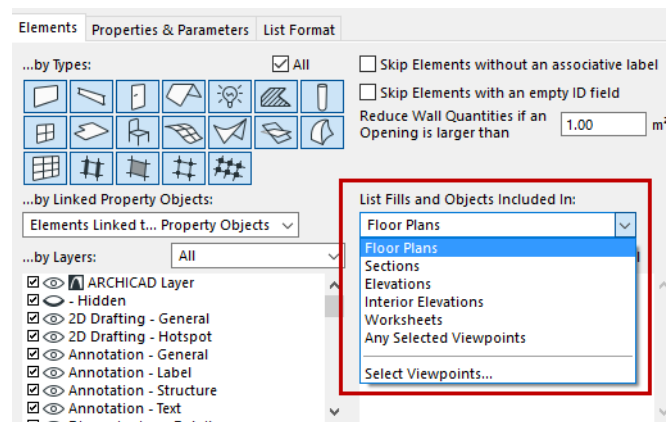 Elements Properties & Parameters List Format
...by Types:
All
Skip Elements without an associative label
Skip Elements with an empty ID field
Reduce Wall Quantities if an
Opening is larger than
1.00
m²
...by Linked Property Objects:
Elements Linked t... Property Objects
...by Layers:
All
ARCHICAD Layer
- Hidden
2D Drafting - General
2D Drafting - Hotspot
Annotation - General
Annotation - Label
Annotation - Structure
Annotation - Text
List Fills and Objects Included In:
Floor Plans
Floor Plans
Sections
Elevations
Interior Elevations
Worksheets
Any Selected Viewpoints
Select Viewpoints...